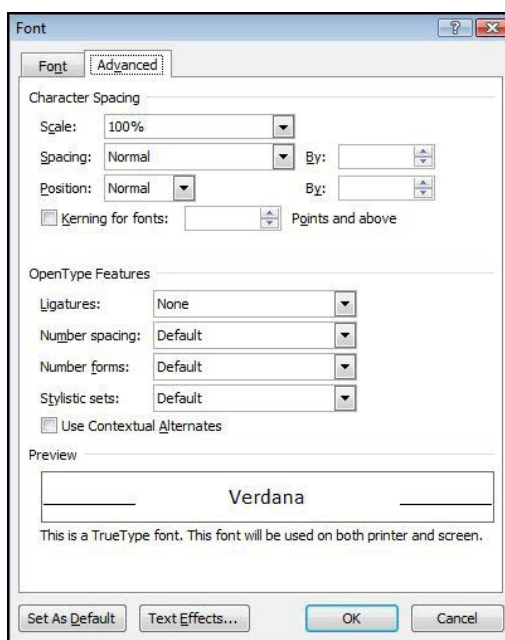 Font
Font Advanced
Character Spacing
Scale: 100%
Spacing: Normal By:
Position: Normal By:
Kerning for fonts: Points and above
OpenType Features
Ligatures: None
Number spacing: Default
Number forms: Default
Stylistic sets: Default
Use Contextual Alternates
Preview
Verdana
This is a TrueType font. This font will be used on both printer and screen.
Set As Default Text Effects... OK Cancel